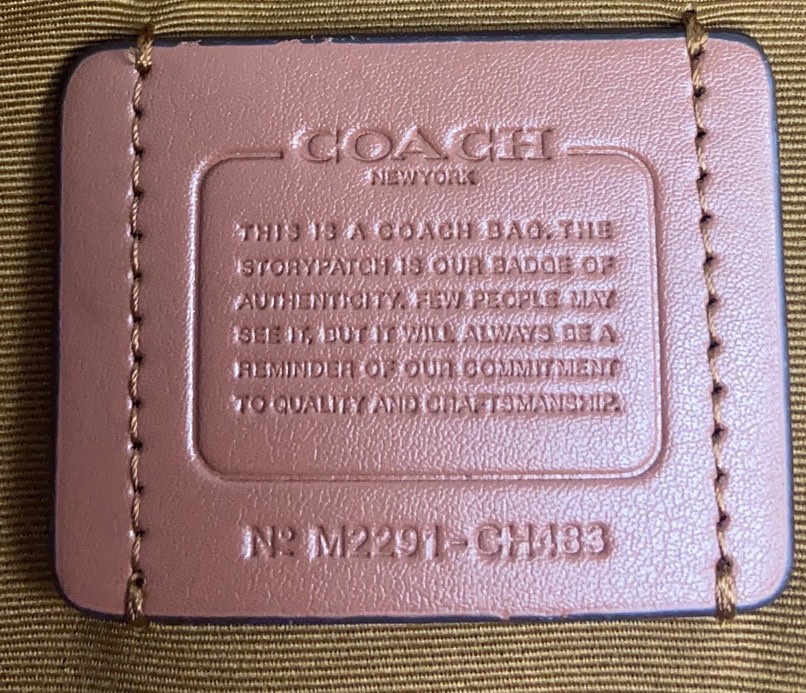 COACH
NEW YORK
THIS IS A COACH BAG. THE
STORYPATCH IS OUR BADGE OF
AUTHENTICITY. FEW PEOPLE MAY
SEE IT, BUT IT WILL ALWAYS BE A
REMINDER OF OUR COMMITMENT
TO QUALITY AND CRAFTSMANSHIP.
Nº M2291-CH483